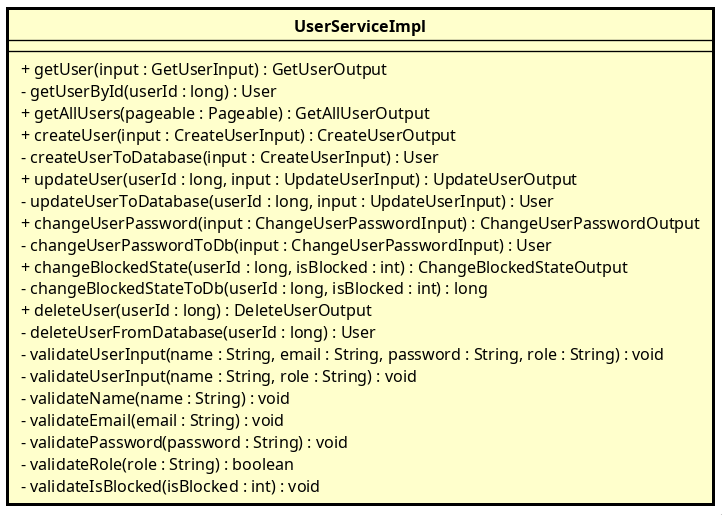 UserServiceImpl
+ getUser(input : GetUserInput) : GetUserOutput
- getUserById(userId : long) : User
+ getAllUsers(pageable : Pageable) : GetAllUserOutput
+ createUser(input : CreateUserInput) : CreateUserOutput
- createUserToDatabase(input : CreateUserInput) : User
+ updateUser(userId : long, input : UpdateUserInput) : UpdateUserOutput
- updateUserToDatabase(userId : long, input : UpdateUserInput) : User
+ changeUserPassword(input : ChangeUserPasswordInput) : ChangeUserPasswordOutput
- changeUserPasswordToDb(input : ChangeUserPasswordInput) : User
+ changeBlockedState(userId : long, isBlocked : int) : ChangeBlockedStateOutput
- changeBlockedStateToDb(userId : long, isBlocked : int) : long
+ deleteUser(userId : long) : DeleteUserOutput
- deleteUserFromDatabase(userId : long) : User
- validateUserInput(name : String, email : String, password : String, role : String) : void
- validateUserInput(name : String, role : String) : void
- validateName(name : String) : void
- validateEmail(email : String) : void
- validatePassword(password : String) : void
- validateRole(role : String) : boolean
- validateIsBlocked(isBlocked : int) : void